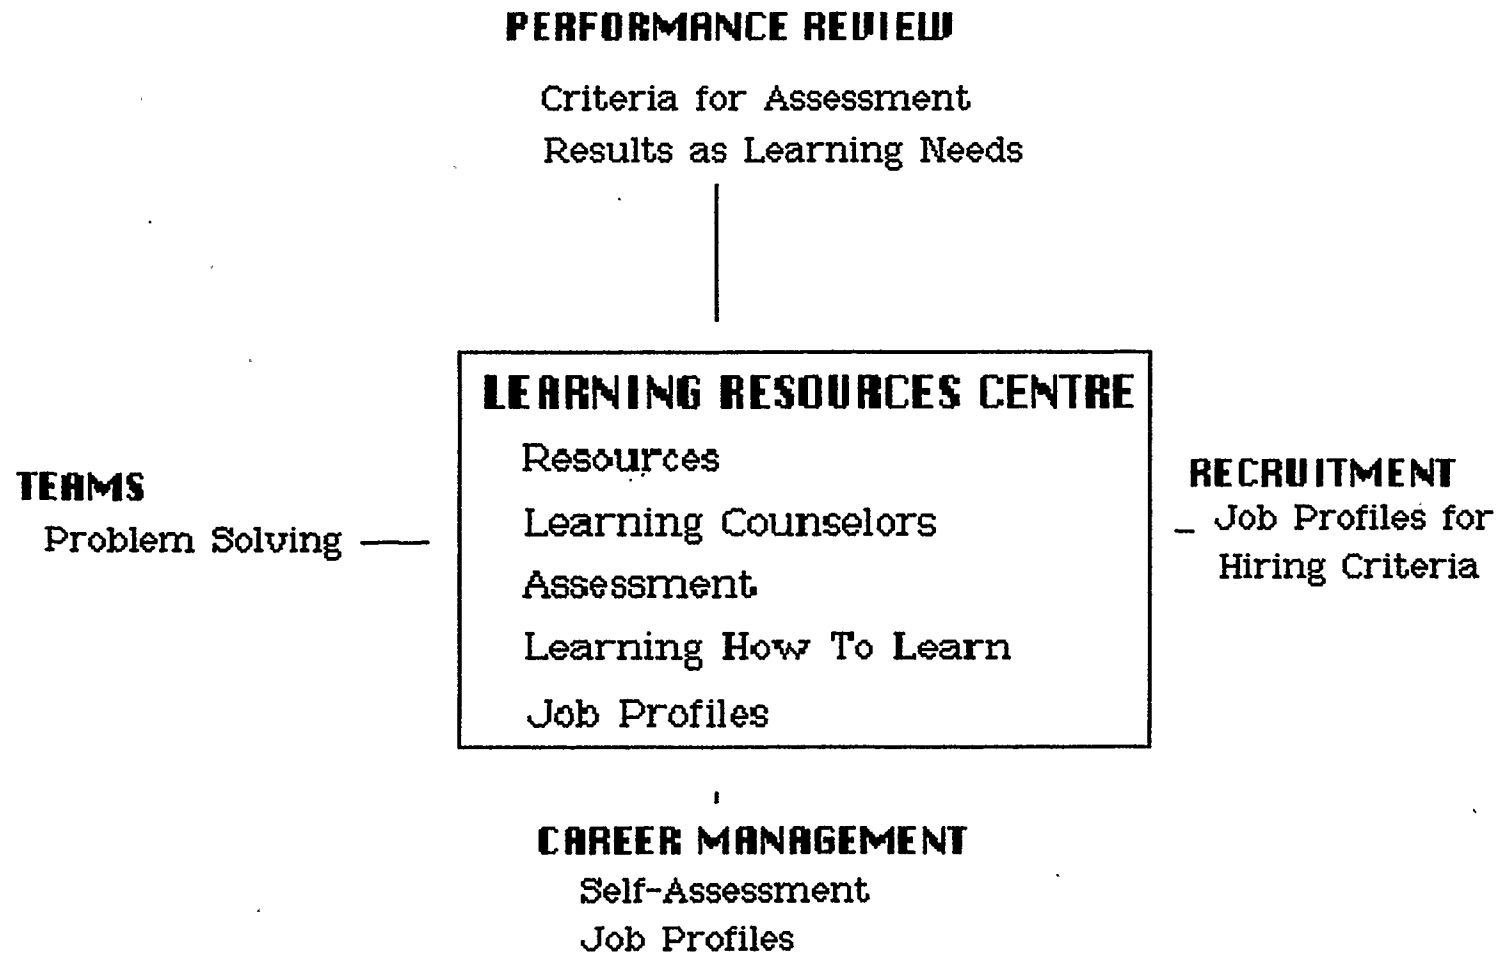 PERFORMANCE REVIEW
Criteria for Assessment
Results as Learning Needs
LEARNING RESOURCES CENTRE
Resources
Learning Counselors
Assessment
Learning How To Learn
Job Profiles
TEAMS
Problem Solving
RECRUITMENT
Job Profiles for
Hiring Criteria
CAREER MANAGEMENT
Self-Assessment
Job Profiles